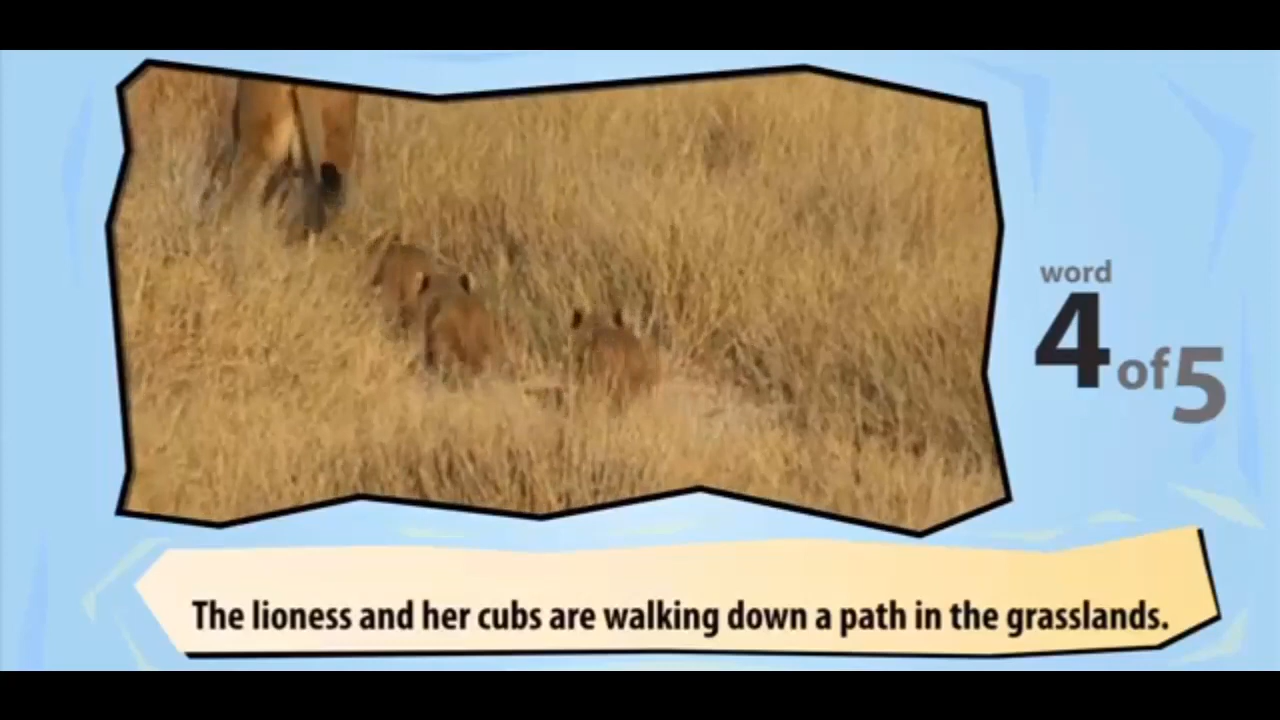 word
4 of 5
The lioness and her cubs are walking down a path in the grasslands.